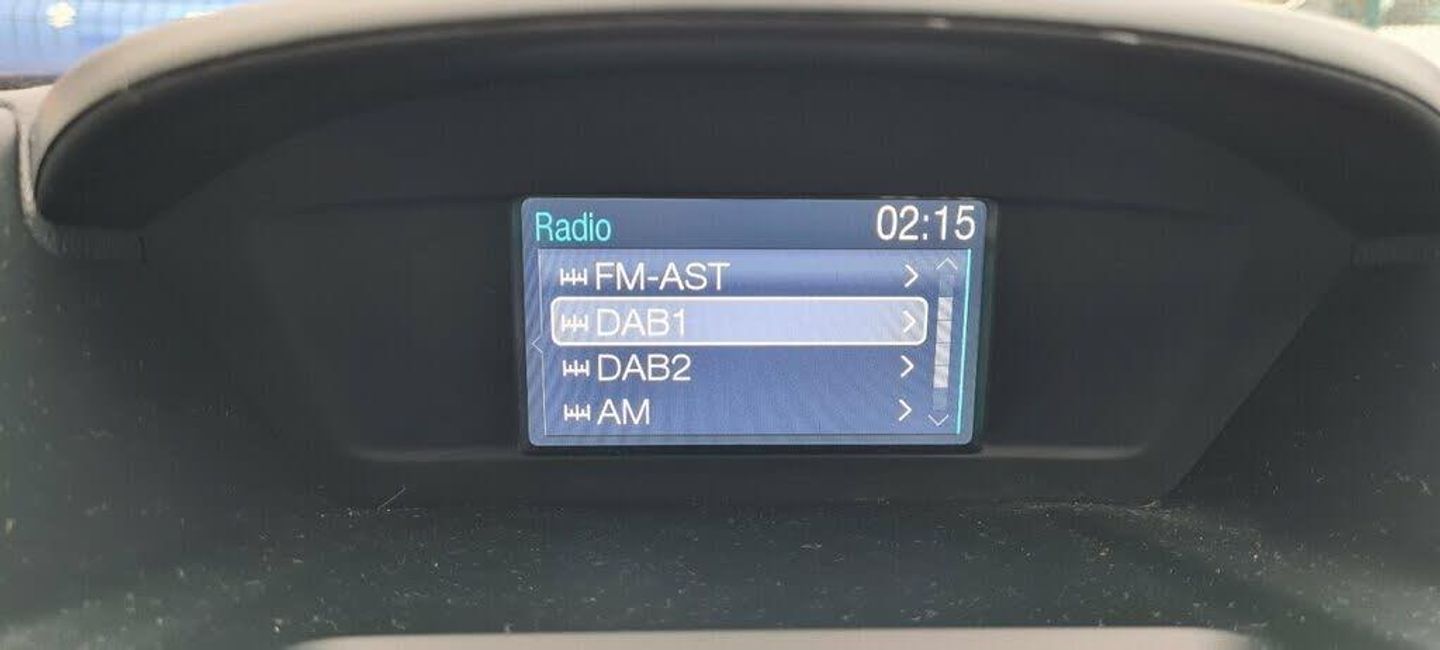 Radio 02:15
FM-AST
DAB1
DAB2
AM